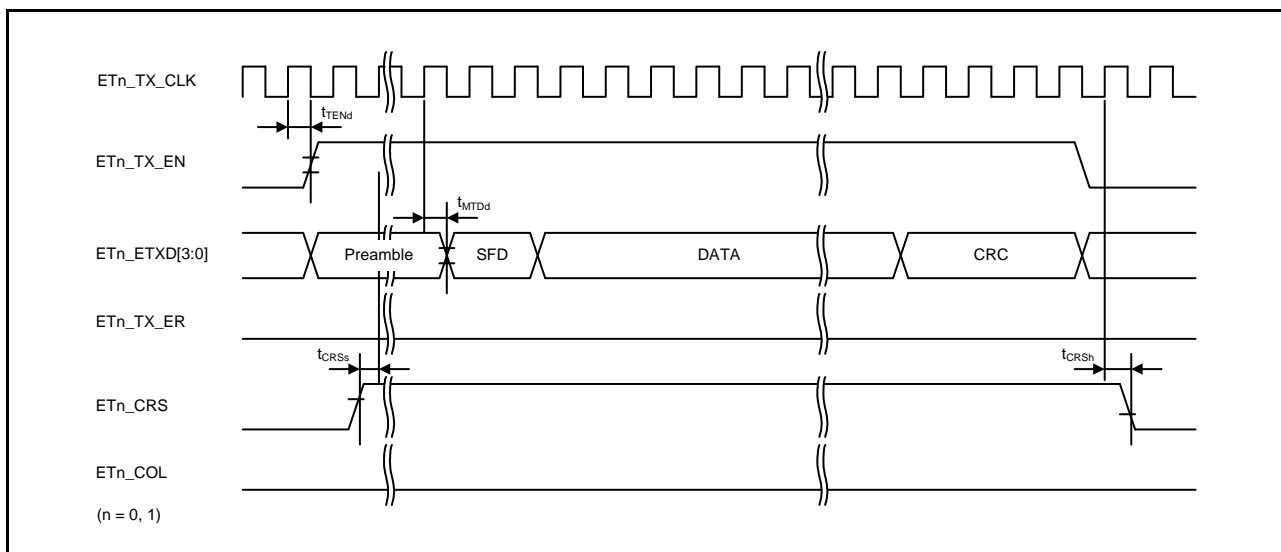 ETn_TX_CLK
tTENd
ETn_TX_EN
tMTDd
ETn_ETXD[3:0]
Preamble
SFD
DATA
CRC
ETn_TX_ER
tCRSs
tCRSh
ETn_CRS
ETn_COL
(n = 0, 1)